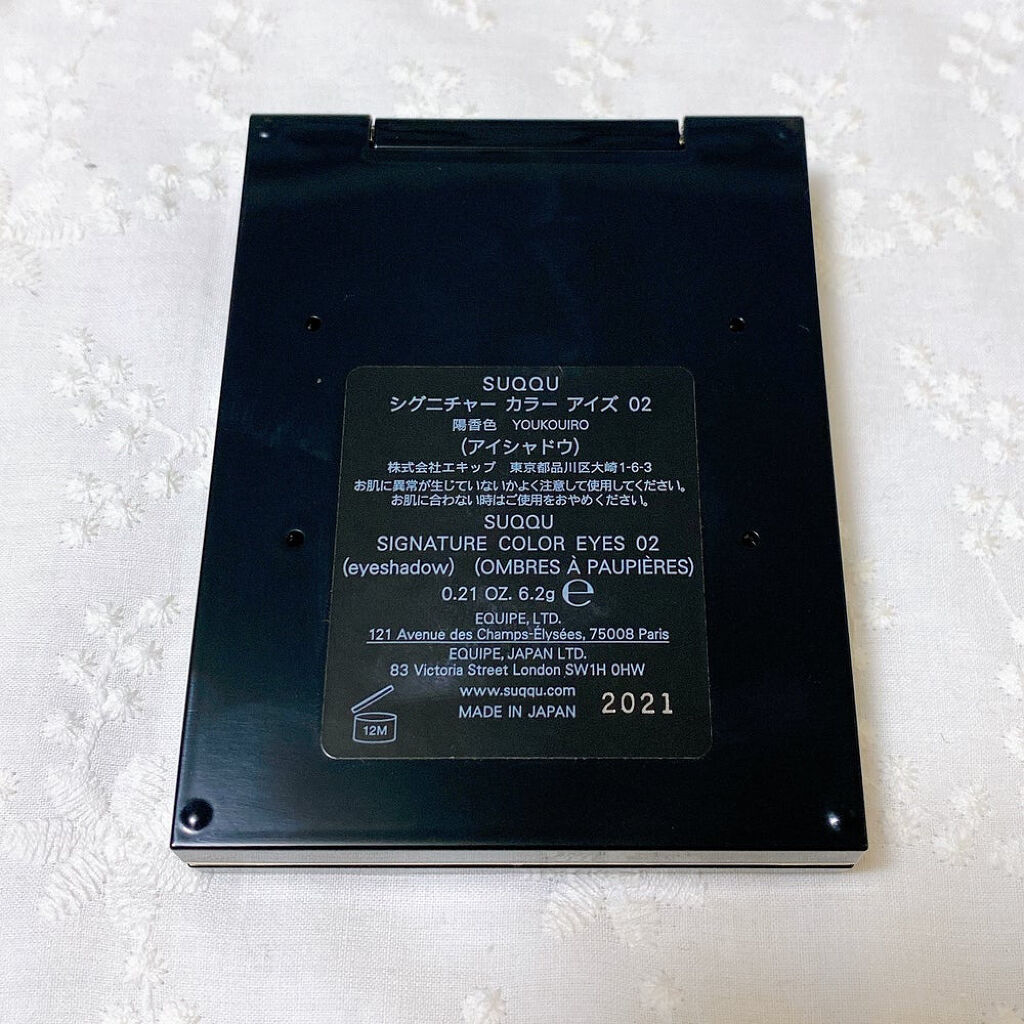 SUQQU
シグニチャー カラー アイズ 02
陽香色 YOUKOUIRO
(アイシャドウ)
株式会社エキップ 東京都品川区大崎1-6-3
お肌に異常が生じていないかよく注意して使用してください。
お肌に合わない時はご使用をおやめください。
SUQQU
SIGNATURE COLOR EYES 02
(eyeshadow) (OMBRES À PAUPIÈRES)
0.21 OZ. 6.2g ℮
EQUIPE, LTD.
121 Avenue des Champs-Élysées, 75008 Paris
EQUIPE, JAPAN LTD.
83 Victoria Street London SW1H 0HW
www.suqqu.com
MADE IN JAPAN 2021
12M